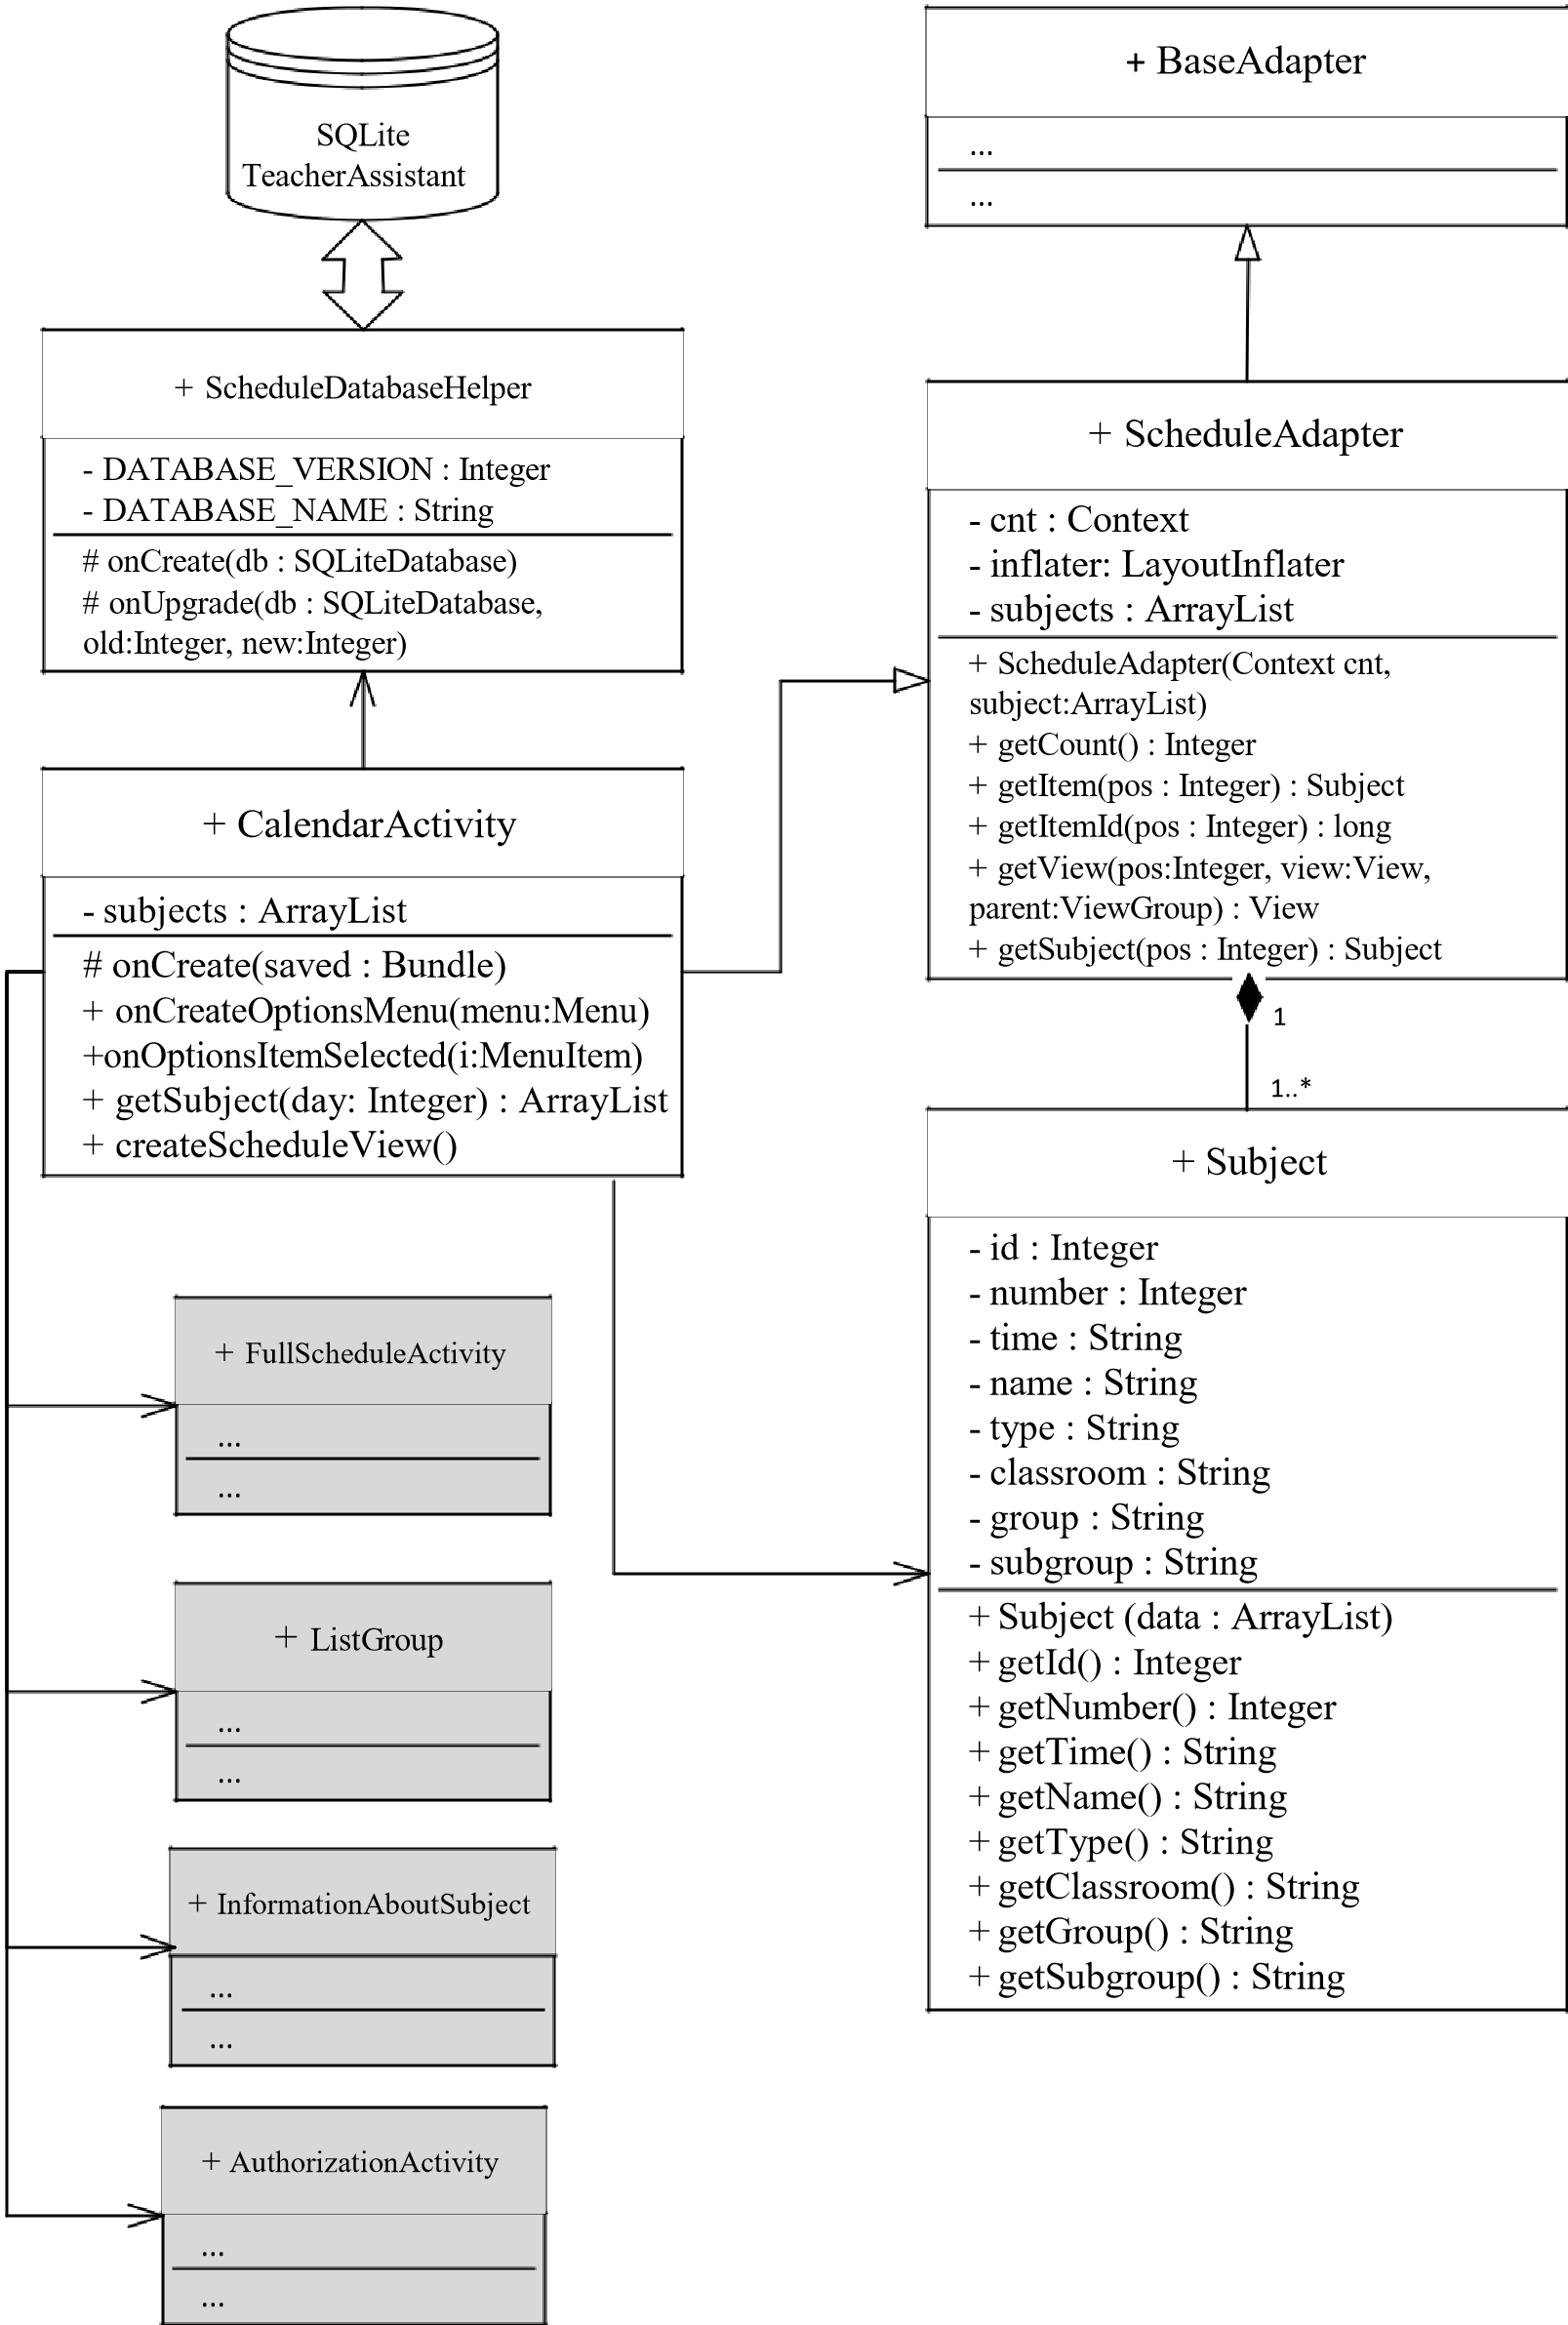 SQLite
TeacherAssistant
+ BaseAdapter
...
...
+ ScheduleDatabaseHelper
- DATABASE_VERSION : Integer
- DATABASE_NAME : String
# onCreate(db : SQLiteDatabase)
# onUpgrade(db : SQLiteDatabase,
old:Integer, new:Integer)
+ ScheduleAdapter
- cnt : Context
- inflater: LayoutInflater
- subjects : ArrayList
+ ScheduleAdapter(Context cnt,
subject:ArrayList)
+ getCount() : Integer
+ getItem(pos : Integer) : Subject
+ getItemId(pos : Integer) : long
+ getView(pos:Integer, view:View,
parent:ViewGroup) : View
+ getSubject(pos : Integer) : Subject
1
1..*
+ CalendarActivity
- subjects : ArrayList
# onCreate(saved : Bundle)
+ onCreateOptionsMenu(menu:Menu)
+onOptionsItemSelected(i:MenuItem)
+ getSubject(day: Integer) : ArrayList
+ createScheduleView()
+ Subject
- id : Integer
- number : Integer
- time : String
- name : String
- type : String
- classroom : String
- group : String
- subgroup : String
+ Subject (data : ArrayList)
+ getId() : Integer
+ getNumber() : Integer
+ getTime() : String
+ getName() : String
+ getType() : String
+ getClassroom() : String
+ getGroup() : String
+ getSubgroup() : String
+ FullScheduleActivity
...
...
+ ListGroup
...
...
+ InformationAboutSubject
...
...
+ AuthorizationActivity
...
...